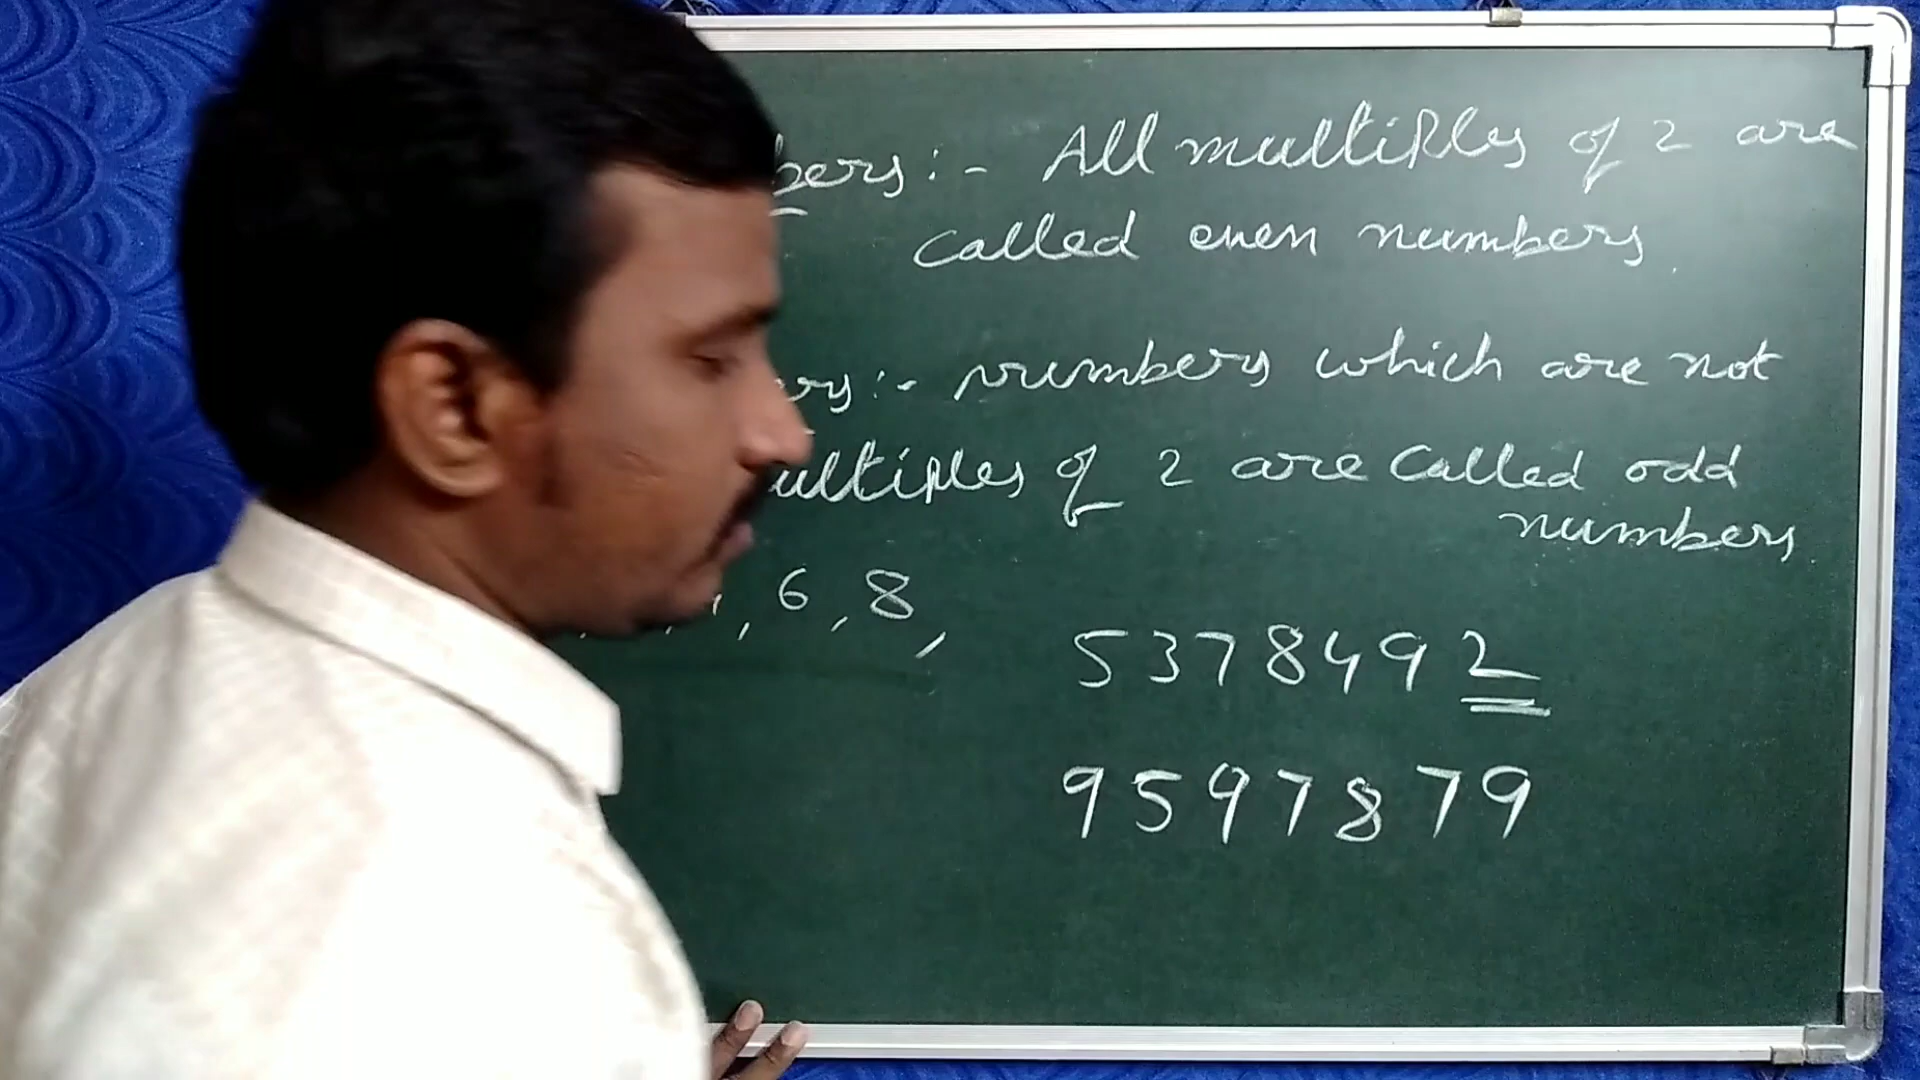 bers:- All multiples of 2 are
called even numbers.
ers:- numbers which are not
ultiples of 2 are called odd
numbers.
, 6, 8,
5378492
9597879